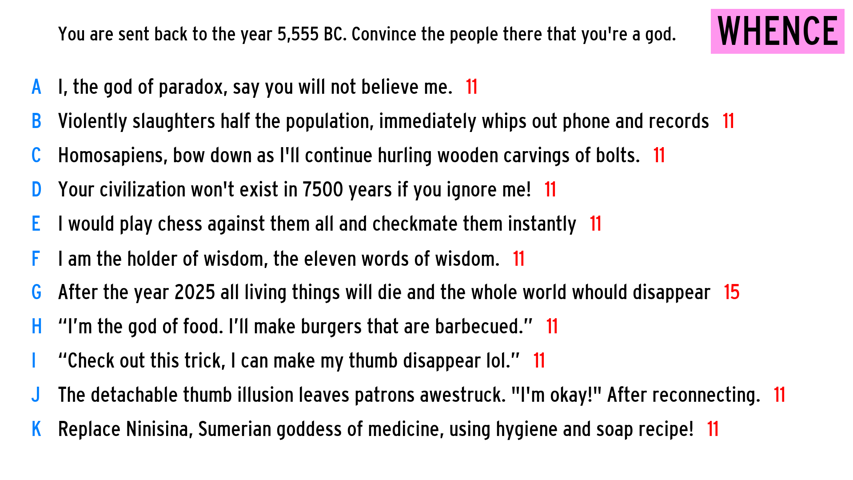 You are sent back to the year 5,555 BC. Convince the people there that you're a god.
WHENCE
A I, the god of paradox, say you will not believe me. 11
B Violently slaughters half the population, immediately whips out phone and records 11
C Homosapiens, bow down as I'll continue hurling wooden carvings of bolts. 11
D Your civilization won't exist in 7500 years if you ignore me! 11
E I would play chess against them all and checkmate them instantly 11
F I am the holder of wisdom, the eleven words of wisdom. 11
G After the year 2025 all living things will die and the whole world whould disappear 15
H “I’m the god of food. I’ll make burgers that are barbecued.” 11
I “Check out this trick, I can make my thumb disappear lol.” 11
J The detachable thumb illusion leaves patrons awestruck. "I'm okay!" After reconnecting. 11
K Replace Ninisina, Sumerian goddess of medicine, using hygiene and soap recipe! 11